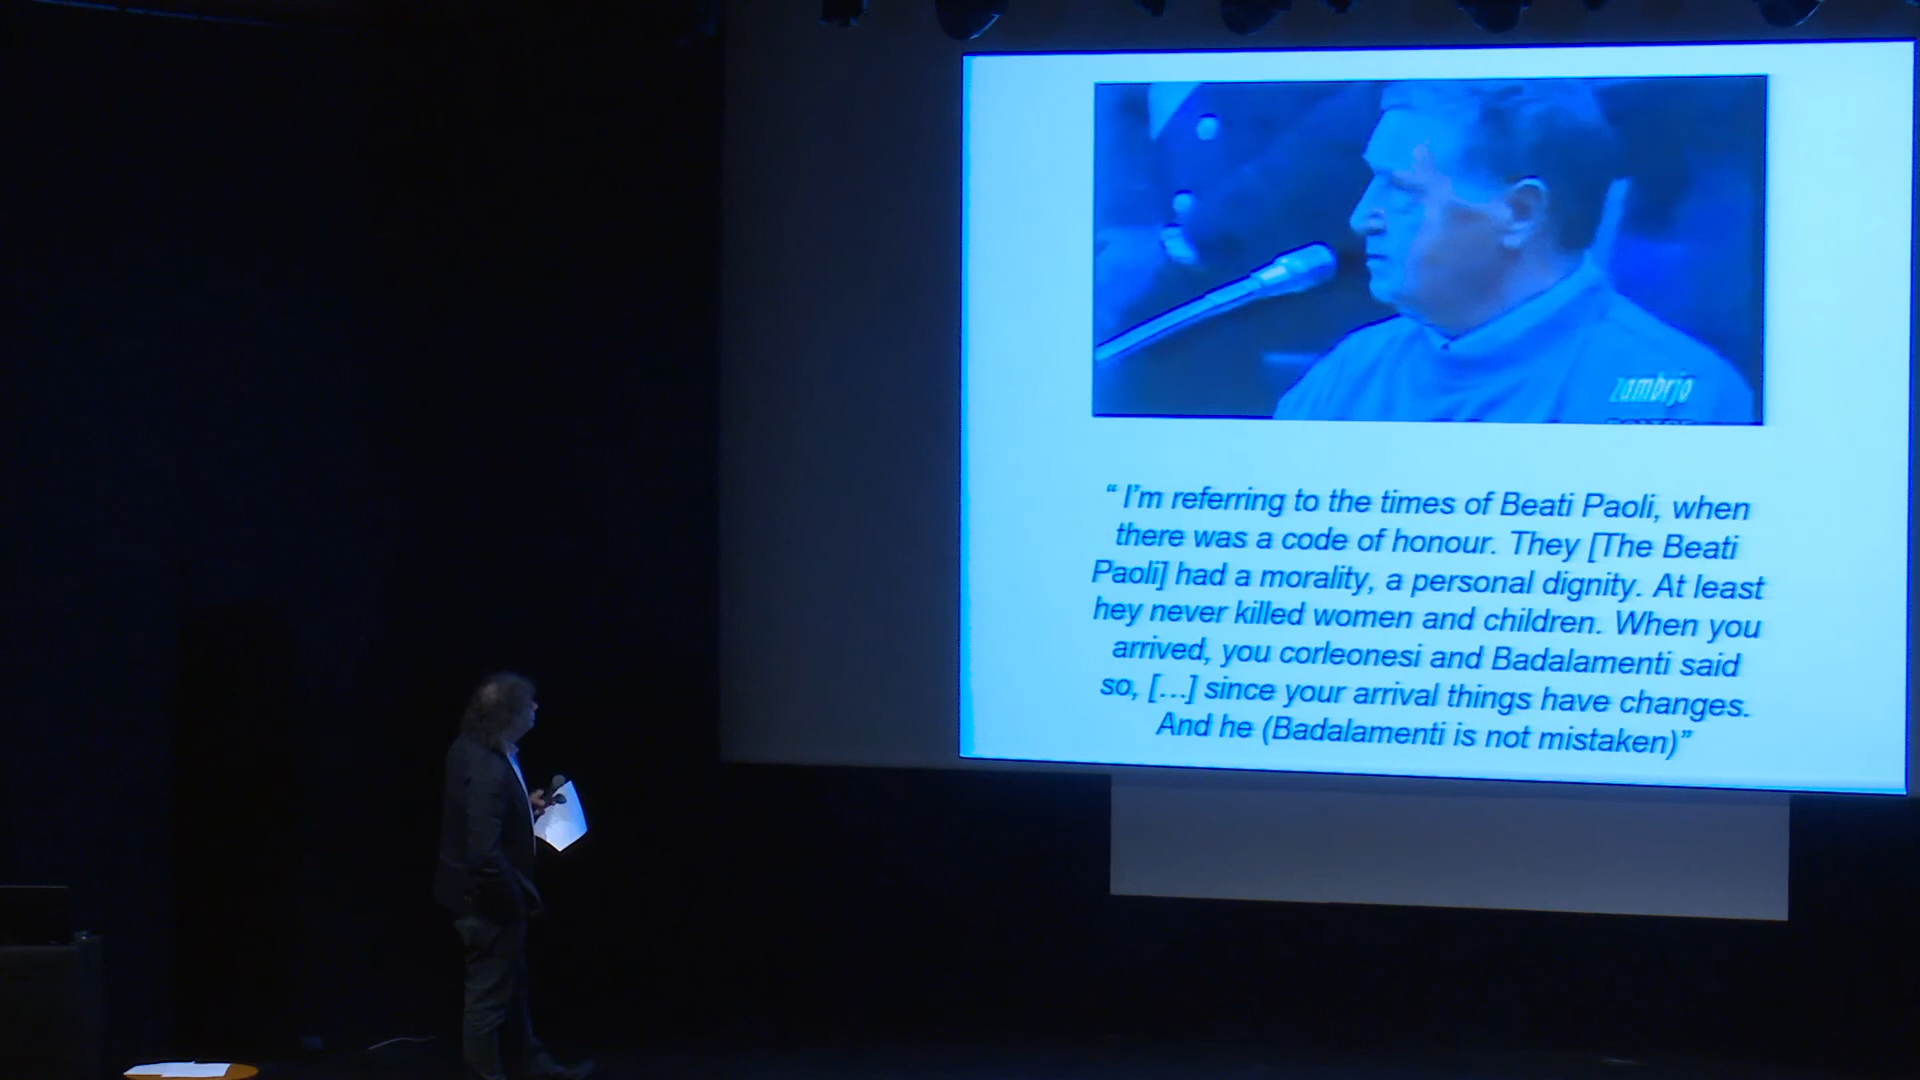 zambrjo
“ I'm referring to the times of Beati Paoli, when
there was a code of honour. They [The Beati
Paoli] had a morality, a personal dignity. At least
hey never killed women and children. When you
arrived, you corleonesi and Badalamenti said
so, [...] since your arrival things have changes.
And he (Badalamenti is not mistaken)”